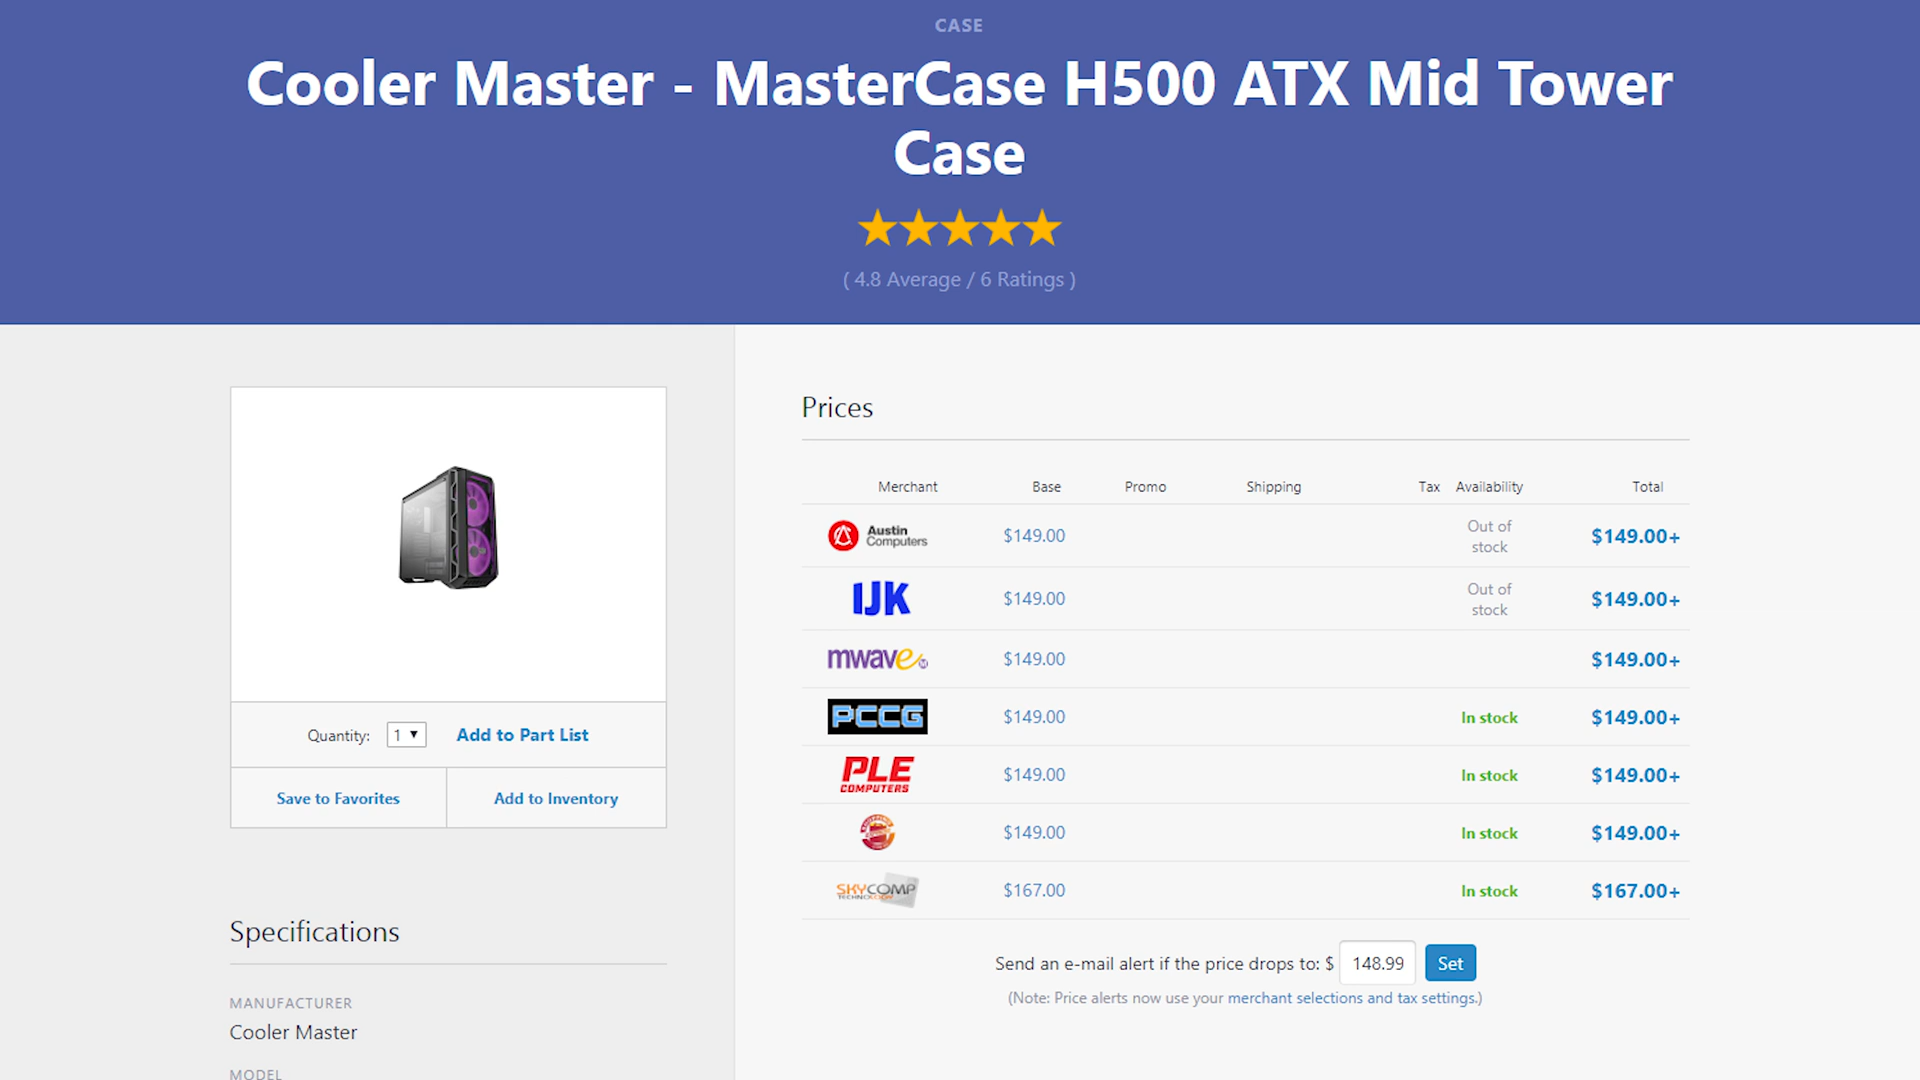 CASE
Cooler Master - MasterCase H500 ATX Mid Tower
Case
( 4.8 Average / 6 Ratings )
Quantity: 1 Add to Part List
Save to Favorites Add to Inventory
Specifications
MANUFACTURER
Cooler Master
MODEL
Prices
Merchant Base Promo Shipping Tax Availability Total
Austin
Computers $149.00 Out of stock $149.00+
IJK $149.00 Out of stock $149.00+
mwave $149.00 $149.00+
PCCG $149.00 In stock $149.00+
PLE
COMPUTERS $149.00 In stock $149.00+
$149.00 In stock $149.00+
SKYCOMP
TECHNOLOGY $167.00 In stock $167.00+
Send an e-mail alert if the price drops to: $ 148.99 Set
(Note: Price alerts now use your merchant selections and tax settings.)